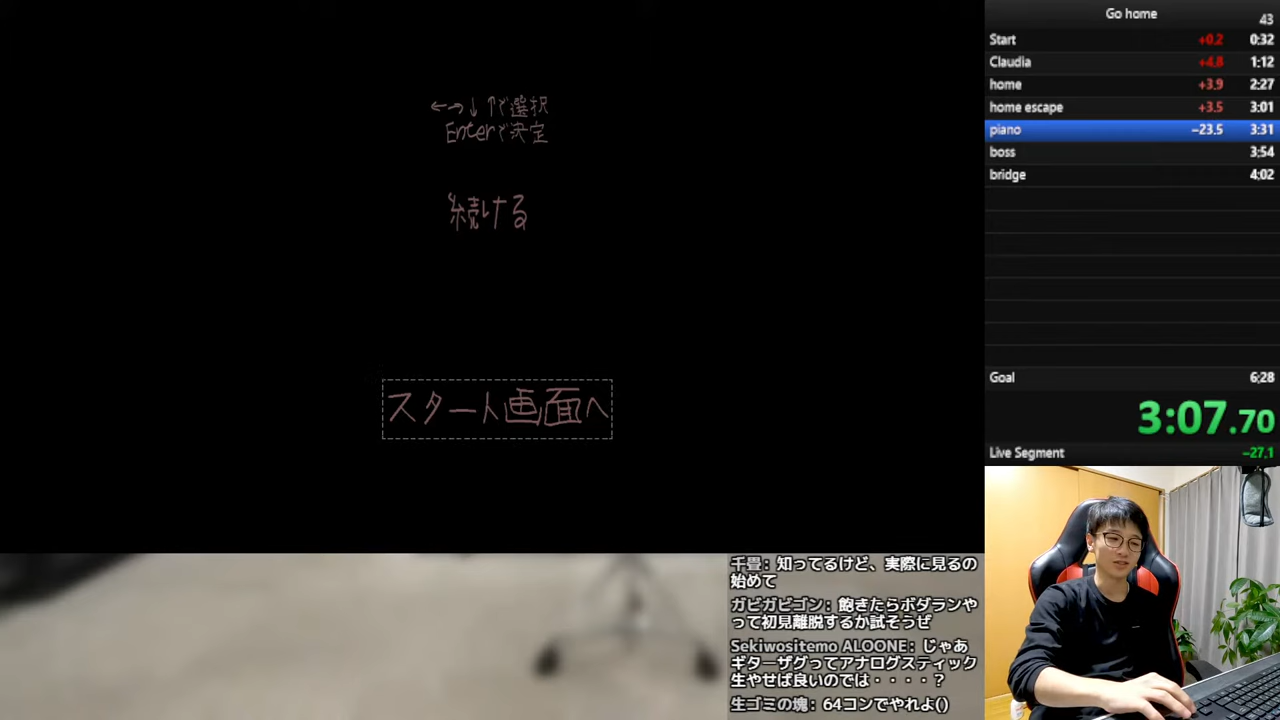 ←→↓↑で選択
Enterで決定
続ける
スタート画面へ
Go home
43
Start +0.2 0:32
Claudia +4.8 1:12
home +3.9 2:27
home escape +3.5 3:01
piano −23.5 3:31
boss 3:54
bridge 4:02
Goal 6:28
3:07.70
Live Segment −27.1
千畳: 知ってるけど、実際に見るの
始めて
ガビガビゴン: 飽きたらボダランや
って初見離脱するか試そうぜ
Sekiwositemo ALOONE: じゃあ
ギターザグってアナログスティック
生やせば良いのでは・・・・?
生ゴミの塊: 64コンでやれよ()